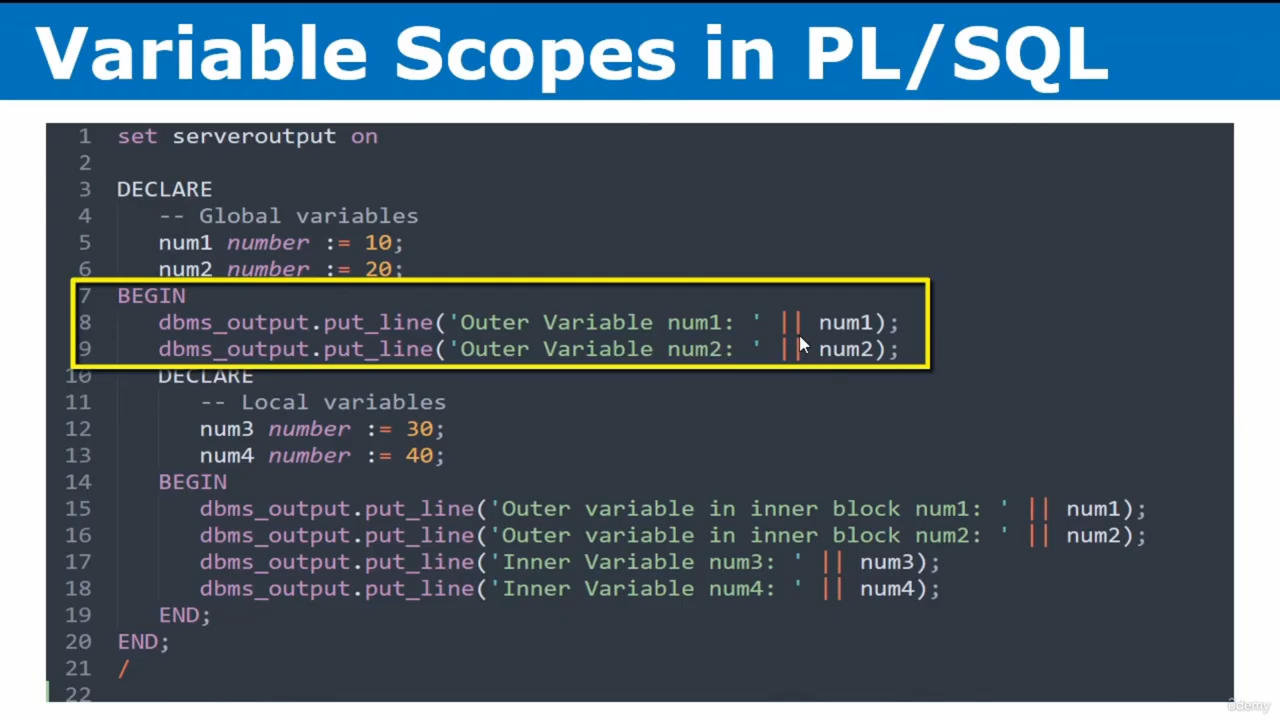 Variable Scopes in PL/SQL
1 set serveroutput on
2
3 DECLARE
4 -- Global variables
5 num1 number := 10;
6 num2 number := 20;
7 BEGIN
8 dbms_output.put_line('Outer Variable num1: ' || num1);
9 dbms_output.put_line('Outer Variable num2: ' || num2);
10 DECLARE
11 -- Local variables
12 num3 number := 30;
13 num4 number := 40;
14 BEGIN
15 dbms_output.put_line('Outer variable in inner block num1: ' || num1);
16 dbms_output.put_line('Outer variable in inner block num2: ' || num2);
17 dbms_output.put_line('Inner Variable num3: ' || num3);
18 dbms_output.put_line('Inner Variable num4: ' || num4);
19 END;
20 END;
21 /
22
ûdemy